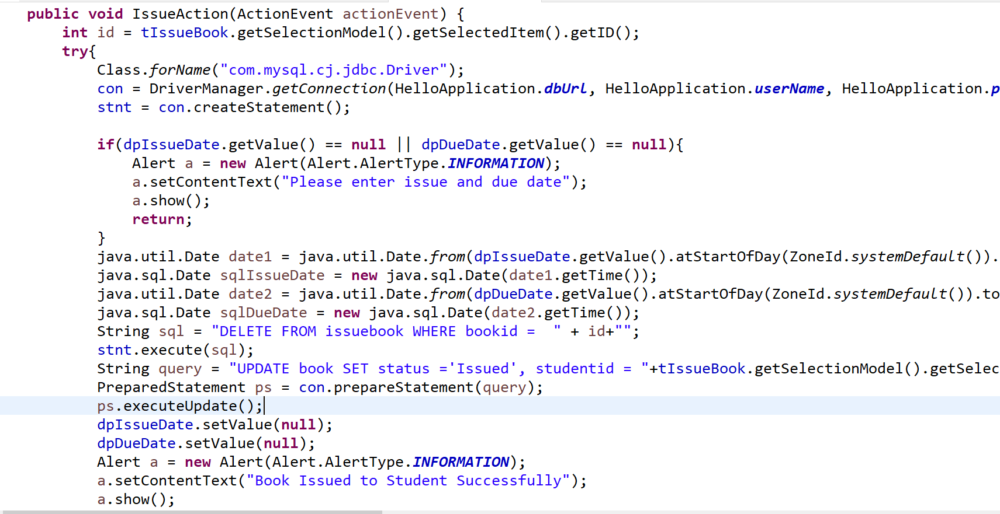 public void IssueAction(ActionEvent actionEvent) {
int id = tIssueBook.getSelectionModel().getSelectedItem().getID();
try{
Class.forName("com.mysql.cj.jdbc.Driver");
con = DriverManager.getConnection(HelloApplication.dbUrl, HelloApplication.userName, HelloApplication.p
stnt = con.createStatement();
if(dpIssueDate.getValue() == null || dpDueDate.getValue() == null){
Alert a = new Alert(Alert.AlertType.INFORMATION);
a.setContentText("Please enter issue and due date");
a.show();
return;
}
java.util.Date date1 = java.util.Date.from(dpIssueDate.getValue().atStartOfDay(ZoneId.systemDefault()).
java.sql.Date sqlIssueDate = new java.sql.Date(date1.getTime());
java.util.Date date2 = java.util.Date.from(dpDueDate.getValue().atStartOfDay(ZoneId.systemDefault()).to
java.sql.Date sqlDueDate = new java.sql.Date(date2.getTime());
String sql = "DELETE FROM issuebook WHERE bookid =  " + id+"";
stnt.execute(sql);
String query = "UPDATE book SET status ='Issued', studentid = "+tIssueBook.getSelectionModel().getSelec
PreparedStatement ps = con.prepareStatement(query);
ps.executeUpdate();
dpIssueDate.setValue(null);
dpDueDate.setValue(null);
Alert a = new Alert(Alert.AlertType.INFORMATION);
a.setContentText("Book Issued to Student Successfully");
a.show();